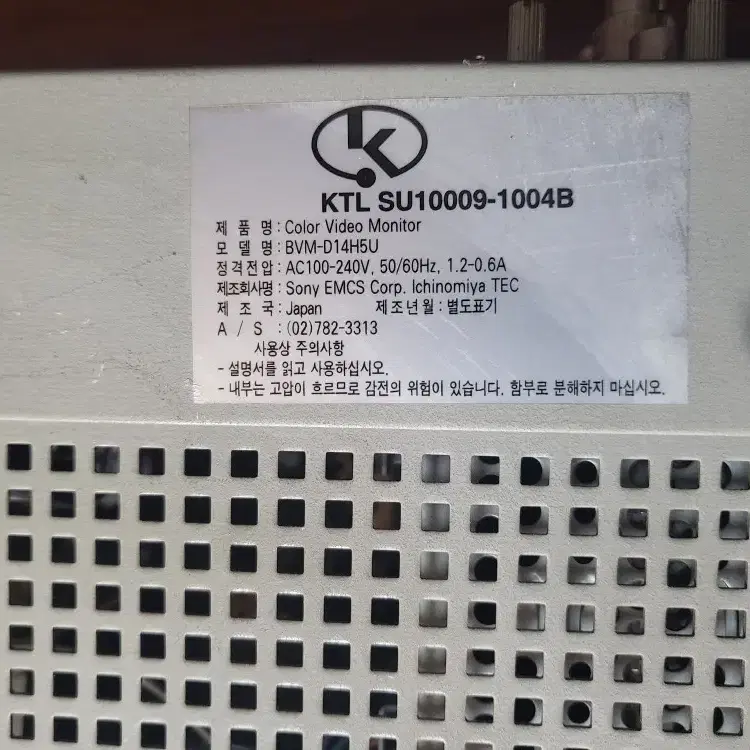 KTL SU10009-1004B
제 품 명 : Color Video Monitor
모 델 명 : BVM-D14H5U
정격전압 : AC100-240V, 50/60Hz, 1.2-0.6A
제조회사명 : Sony EMCS Corp. Ichinomiya TEC
제 조 국 : Japan 제조년월 : 별도표기
A / S : (02)782-3313
사용상 주의사항
- 설명서를 읽고 사용하십시오.
- 내부는 고압이 흐르므로 감전의 위험이 있습니다. 함부로 분해하지 마십시오.